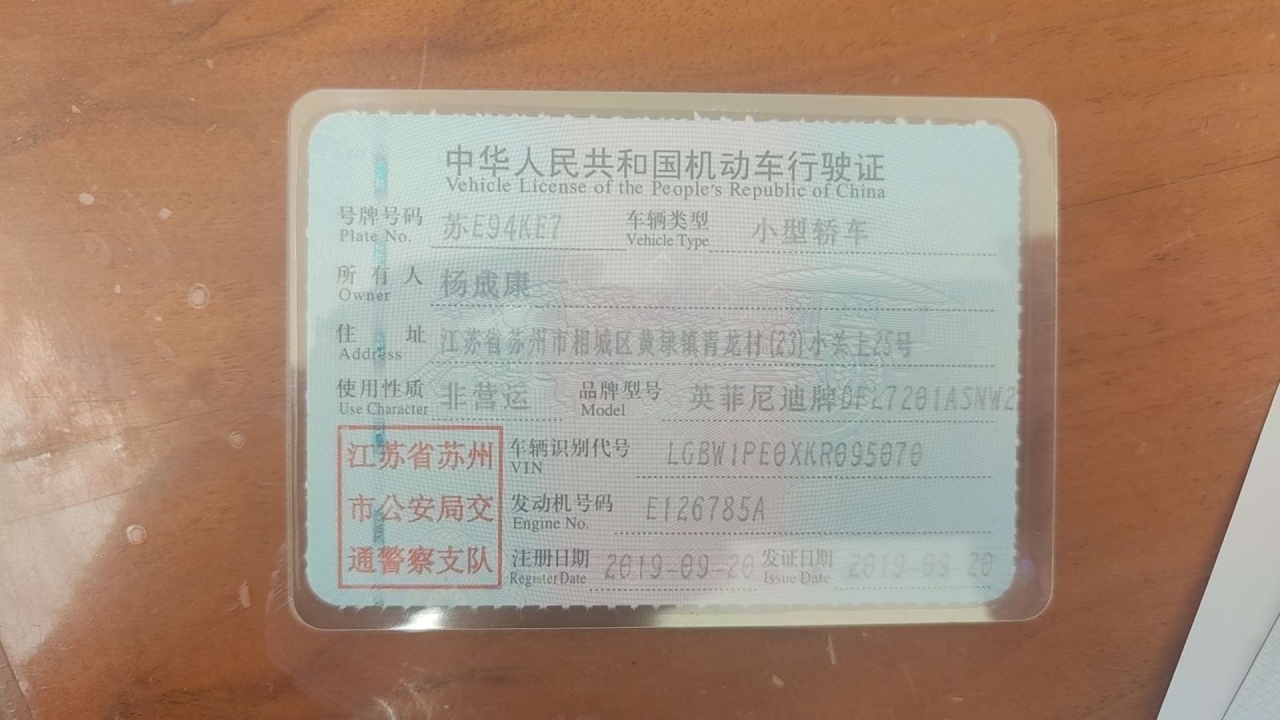 中华人民共和国机动车行驶证
Vehicle License of the People's Republic of China
号牌号码 苏E94KE7 车辆类型 小型轿车
Plate No. Vehicle Type
所有人 杨成康
Owner
住址 江苏省苏州市相城区黄埭镇青龙村(23)小关上25号
Address
使用性质 非营运 品牌型号 英菲尼迪牌DFL7201ASNW2
Use Character Model
江苏省苏州
市公安局交
通警察支队
车辆识别代号 LGBW1PE0XKR095070
VIN
发动机号码 E126785A
Engine No.
注册日期 2019-09-20 发证日期 2019-09-20
Register Date Issue Date